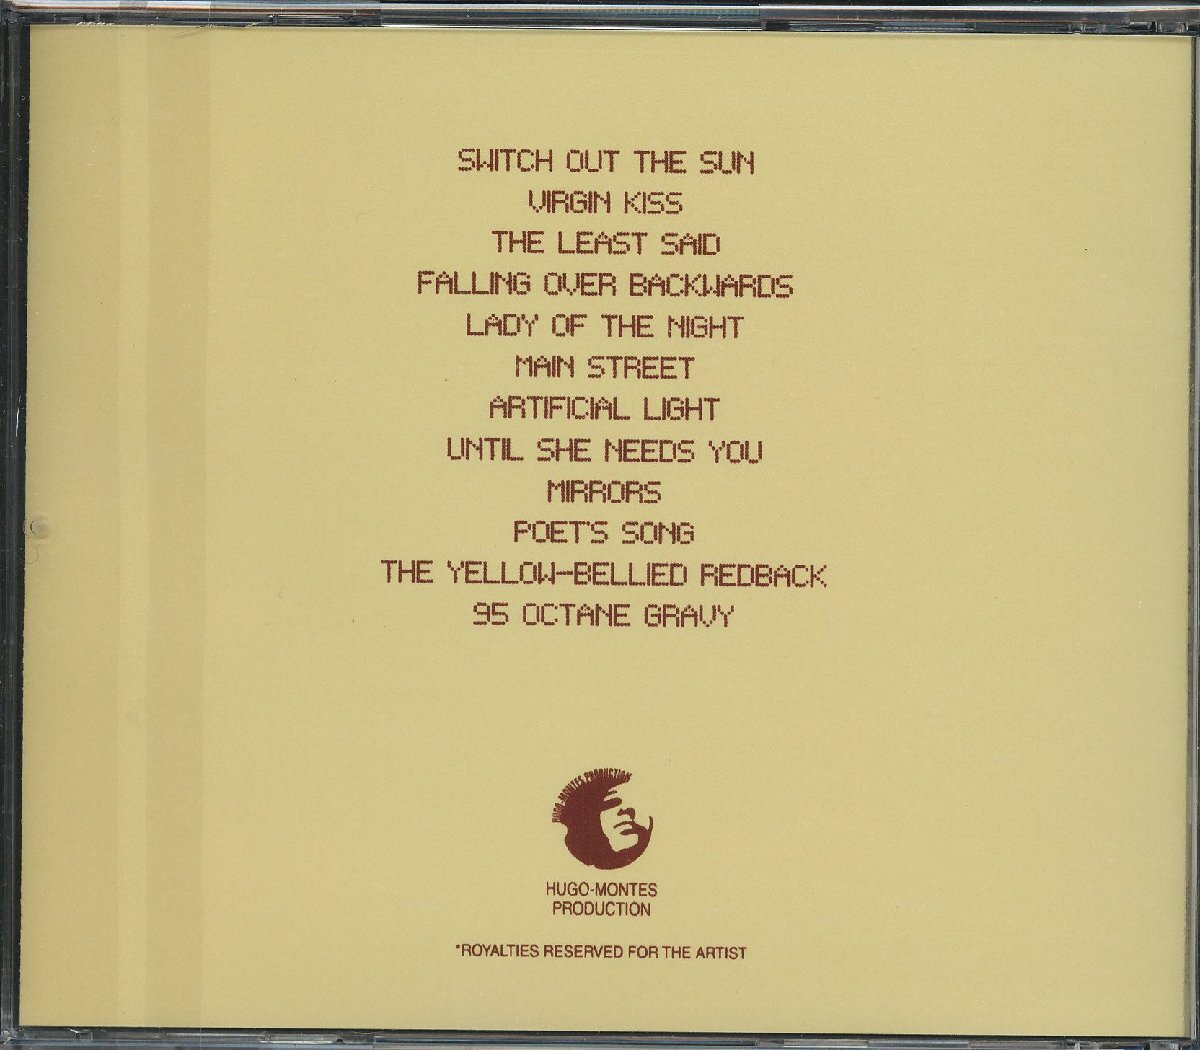 SWITCH OUT THE SUN
VIRGIN KISS
THE LEAST SAID
FALLING OVER BACKWARDS
LADY OF THE NIGHT
MAIN STREET
ARTIFICIAL LIGHT
UNTIL SHE NEEDS YOU
MIRRORS
POET'S SONG
THE YELLOW-BELLIED REDBACK
95 OCTANE GRAVY
HUGO-MONTES PRODUCTION
HUGO-MONTES
PRODUCTION
*ROYALTIES RESERVED FOR THE ARTIST